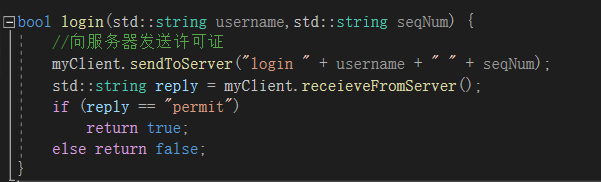 bool login(std::string username,std::string seqNum) {
//向服务器发送许可证
myClient.sendToServer("login " + username + " " + seqNum);
std::string reply = myClient.receieveFromServer();
if (reply == "permit")
return true;
else return false;
}